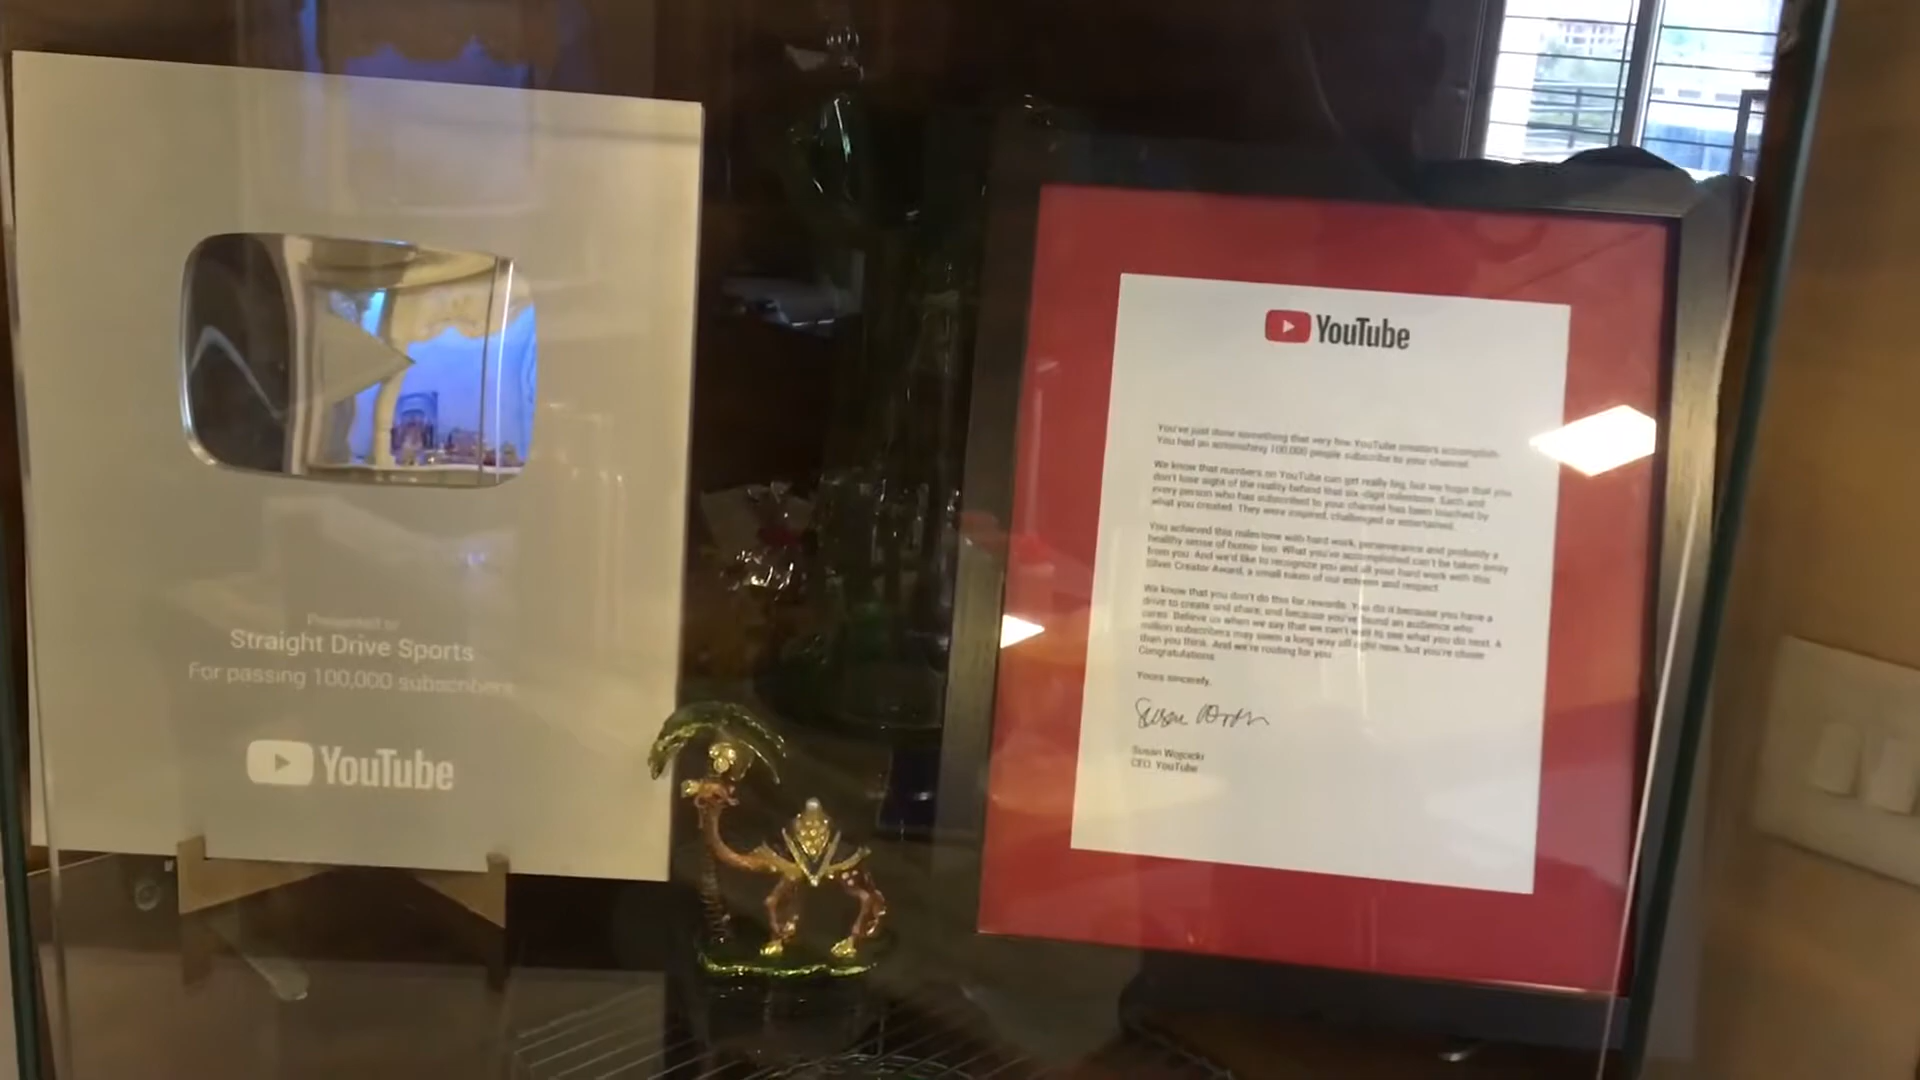 Presented to
Straight Drive Sports
For passing 100,000 subscribers
YouTube
YouTube
You've just done something that very few YouTube creators accomplish.
You had an astonishing 100,000 people subscribe to your channel.
We know that numbers on YouTube can get really big, but we hope that you
don't lose sight of the reality behind that six-digit milestone. Each and
every person who has subscribed to your channel has been touched by
what you created. They were inspired, challenged or entertained.
You achieved this milestone with hard work, perseverance and probably a
healthy sense of humor too. What you've accomplished can't be taken away
from you. And we'd like to recognize you and all your hard work with this
Silver Creator Award, a small token of our esteem and respect.
We know that you don't do this for rewards. You do it because you have a
drive to create and share, and because you've found an audience who
cares. Believe us when we say that we can't wait to see what you do next. A
million subscribers may seem a long way off right now, but you're closer
than you think. And we're rooting for you.
Congratulations.
Yours sincerely,
Susan Wojcicki
CEO, YouTube